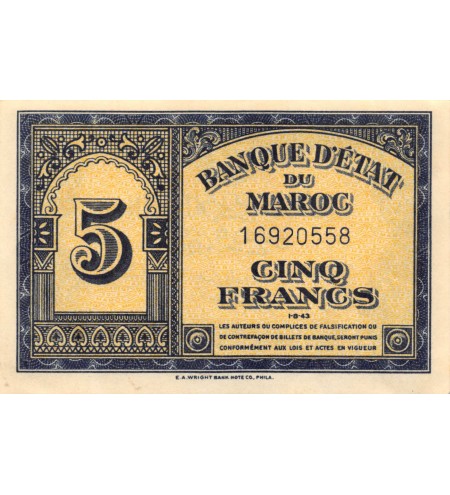 5
BANQUE D'ÉTAT
DU
MAROC
16920558
CINQ
FRANCS
1-8-43
LES AUTEURS OU COMPLICES DE FALSIFICATION OU
DE CONTREFAÇON DE BILLETS DE BANQUE, SERONT PUNIS
CONFORMÉMENT AUX LOIS ET ACTES EN VIGUEUR
E.A. WRIGHT BANK NOTE CO., PHILA.